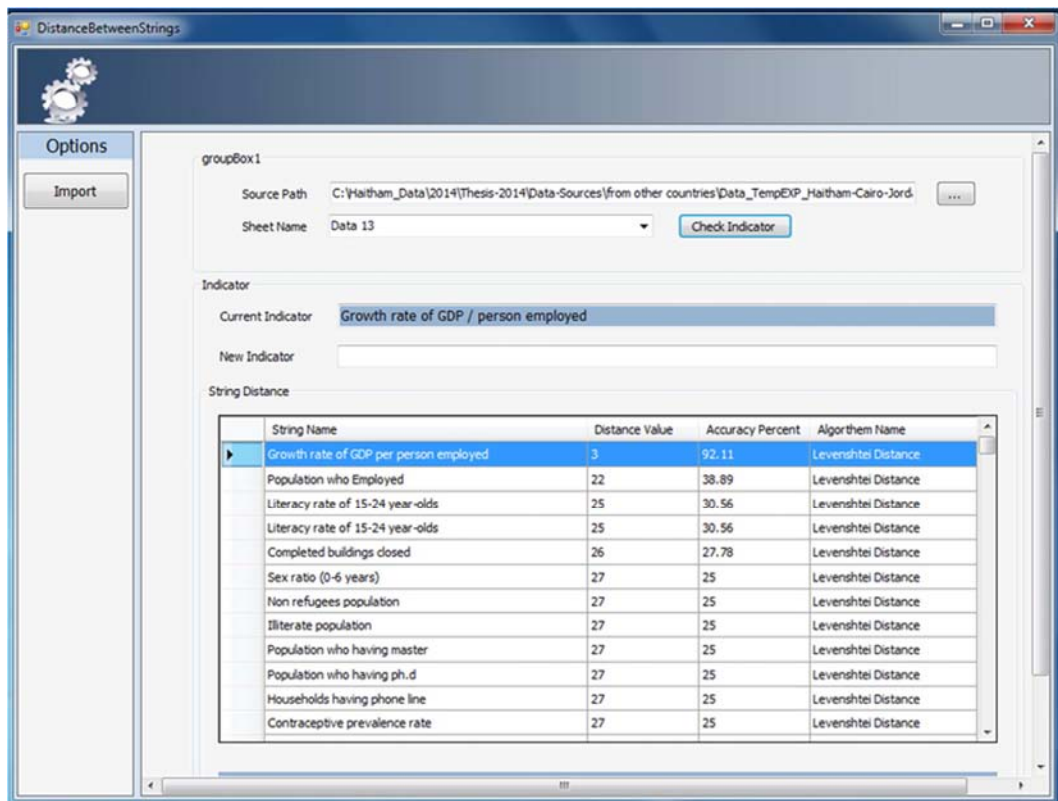 DistanceBetweenStrings
Options
Import
groupBox1
Source Path C:\Haitham_Data\2014\Thesis-2014\Data-Sources\from other countries\Data_TempEXP_Haitham-Cairo-Jord ...
Sheet Name Data 13 Check Indicator
Indicator
Current Indicator Growth rate of GDP / person employed
New Indicator
String Distance
String Name Distance Value Accuracy Percent Algorthem Name
Growth rate of GDP per person employed 3 92.11 Levenshtei Distance
Population who Employed 22 38.89 Levenshtei Distance
Literacy rate of 15-24 year-olds 25 30.56 Levenshtei Distance
Literacy rate of 15-24 year-olds 25 30.56 Levenshtei Distance
Completed buildings closed 26 27.78 Levenshtei Distance
Sex ratio (0-6 years) 27 25 Levenshtei Distance
Non refugees population 27 25 Levenshtei Distance
Illiterate population 27 25 Levenshtei Distance
Population who having master 27 25 Levenshtei Distance
Population who having ph.d 27 25 Levenshtei Distance
Households having phone line 27 25 Levenshtei Distance
Contraceptive prevalence rate 27 25 Levenshtei Distance